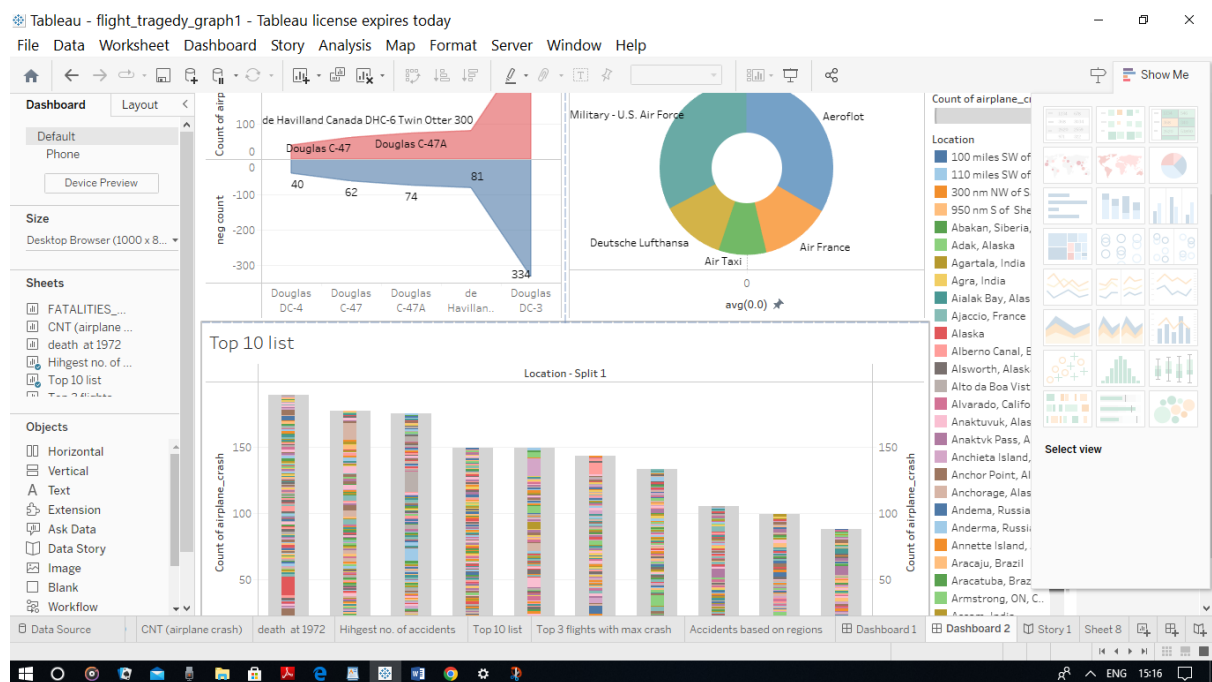 Tableau - flight_tragedy_graph1 - Tableau license expires today
File Data Worksheet Dashboard Story Analysis Map Format Server Window Help
Show Me
Dashboard Layout
Default
Phone
Device Preview
Size
Desktop Browser (1000 x 8...
Sheets
FATALITIES_...
CNT (airplane ...
death at 1972
Hihgest no. of ...
Top 10 list
Objects
Horizontal
Vertical
Text
Extension
Ask Data
Data Story
Image
Blank
Workflow
Count of airp
100
0
de Havilland Canada DHC-6 Twin Otter 300
Douglas C-47
Douglas C-47A
neg count
0
-100
-200
-300
40
62
74
81
334
Douglas DC-4
Douglas C-47
Douglas C-47A
de Havillan..
Douglas DC-3
Military - U.S. Air Force
Aeroflot
Deutsche Lufthansa
Air Taxi
Air France
0
avg(0.0)
Top 10 list
Location - Split 1
Count of airplane_crash
150
100
50
150
100
50
Count of airplane_crash
Count of airplane_cr
Location
100 miles SW of
110 miles SW of
300 nm NW of S
950 nm S of She
Abakan, Siberia,
Adak, Alaska
Agartala, India
Agra, India
Aialak Bay, Alas
Ajaccio, France
Alaska
Alberno Canal, B
Alsworth, Alask
Alto da Boa Vist
Alvarado, Califo
Anaktuvuk, Alas
Anaktvk Pass, A
Anchieta Island,
Anchor Point, Al
Anchorage, Alas
Andema, Russia
Anderma, Russi
Annette Island,
Aracaju, Brazil
Aracatuba, Braz
Armstrong, ON, C..
Select view
Data Source
CNT (airplane crash)
death at 1972
Hihgest no. of accidents
Top 10 list
Top 3 flights with max crash
Accidents based on regions
Dashboard 1
Dashboard 2
Story 1
Sheet 8
ENG 15:16